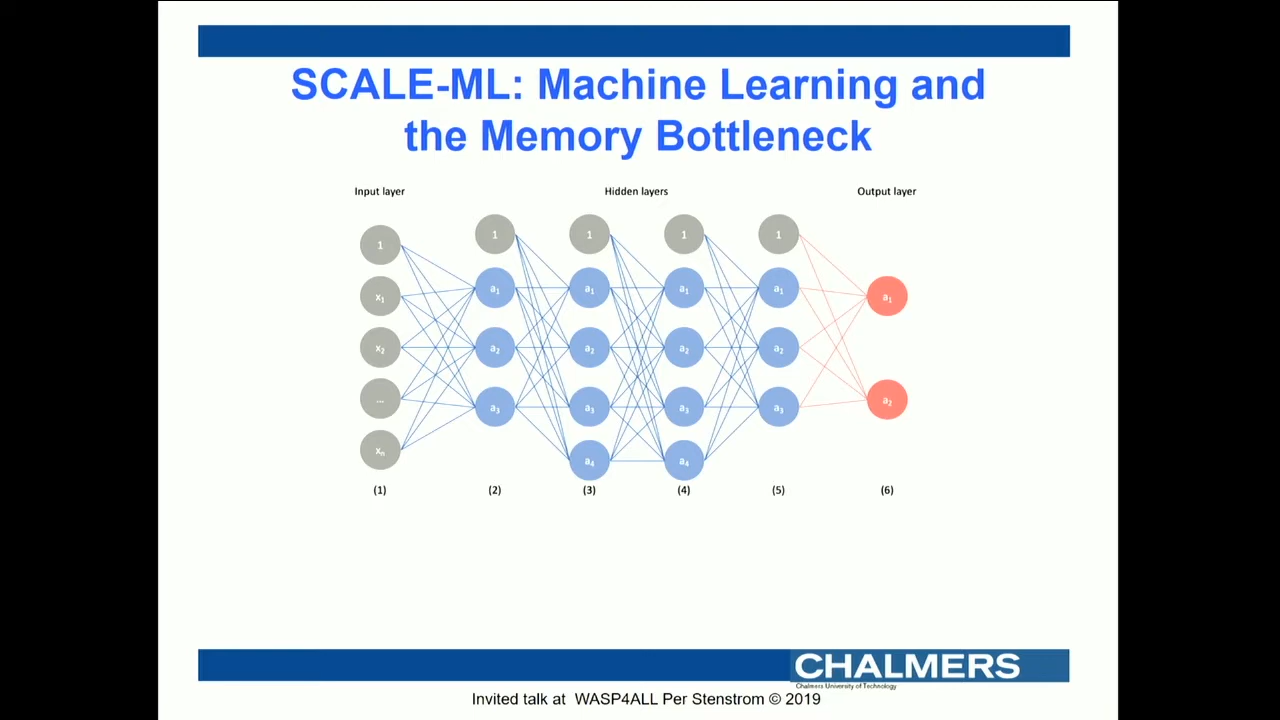 SCALE-ML: Machine Learning and
the Memory Bottleneck
Input layer
Hidden layers
Output layer
1
1
1
1
1
x1
x2
...
xn
a1
a2
a3
a1
a2
a3
a4
a1
a2
a3
a4
a1
a2
a3
a1
a2
(1)
(2)
(3)
(4)
(5)
(6)
CHALMERS
Chalmers University of Technology
Invited talk at WASP4ALL Per Stenstrom © 2019